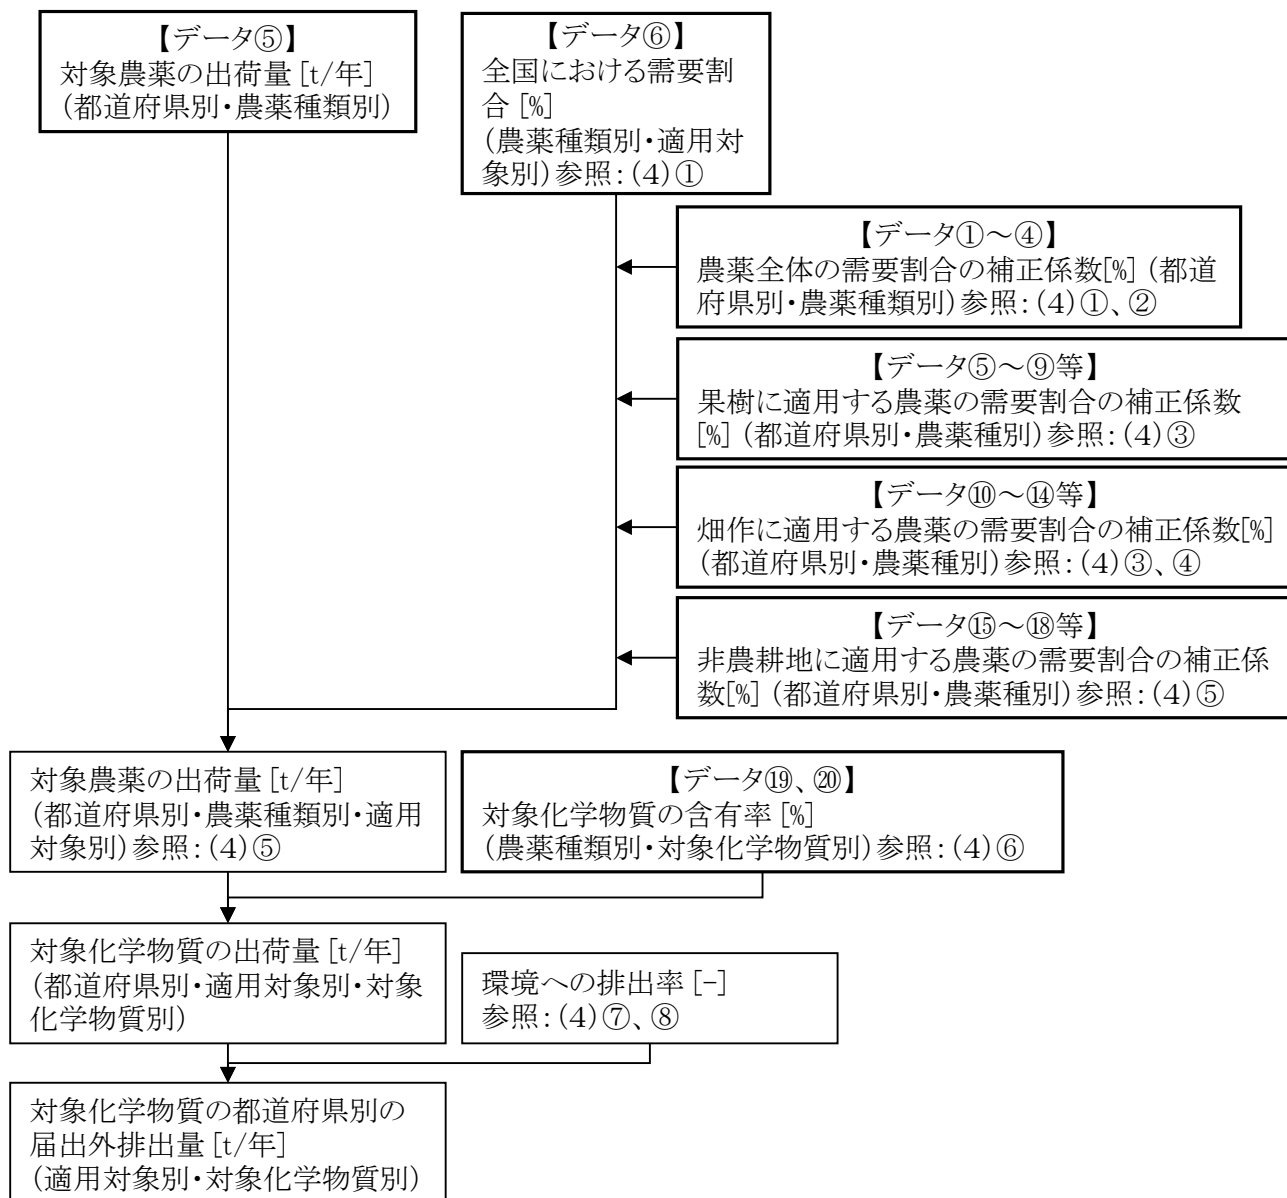 【データ⑤】
対象農薬の出荷量[t/年]
(都道府県別・農薬種類別)
【データ⑥】
全国における需要割
合[%]
(農薬種類別・適用対
象別)参照:(4)①
【データ①～④】
農薬全体の需要割合の補正係数[%](都道
府県別・農薬種類別)参照:(4)①、②
【データ⑤～⑨等】
果樹に適用する農薬の需要割合の補正係数
[%](都道府県別・農薬種別)参照:(4)③
【データ⑩～⑭等】
畑作に適用する農薬の需要割合の補正係数[%]
(都道府県別・農薬種別)参照:(4)③、④
【データ⑮～⑱等】
非農耕地に適用する農薬の需要割合の補正係
数[%](都道府県別・農薬種別)参照:(4)⑤
対象農薬の出荷量[t/年]
(都道府県別・農薬種類別・適用
対象別)参照:(4)⑤
【データ⑲、⑳】
対象化学物質の含有率[%]
(農薬種類別・対象化学物質別)参照:(4)⑥
対象化学物質の出荷量[t/年]
(都道府県別・適用対象別・対象
化学物質別)
環境への排出率[-]
参照:(4)⑦、⑧
対象化学物質の都道府県別の
届出外排出量[t/年]
(適用対象別・対象化学物質別)